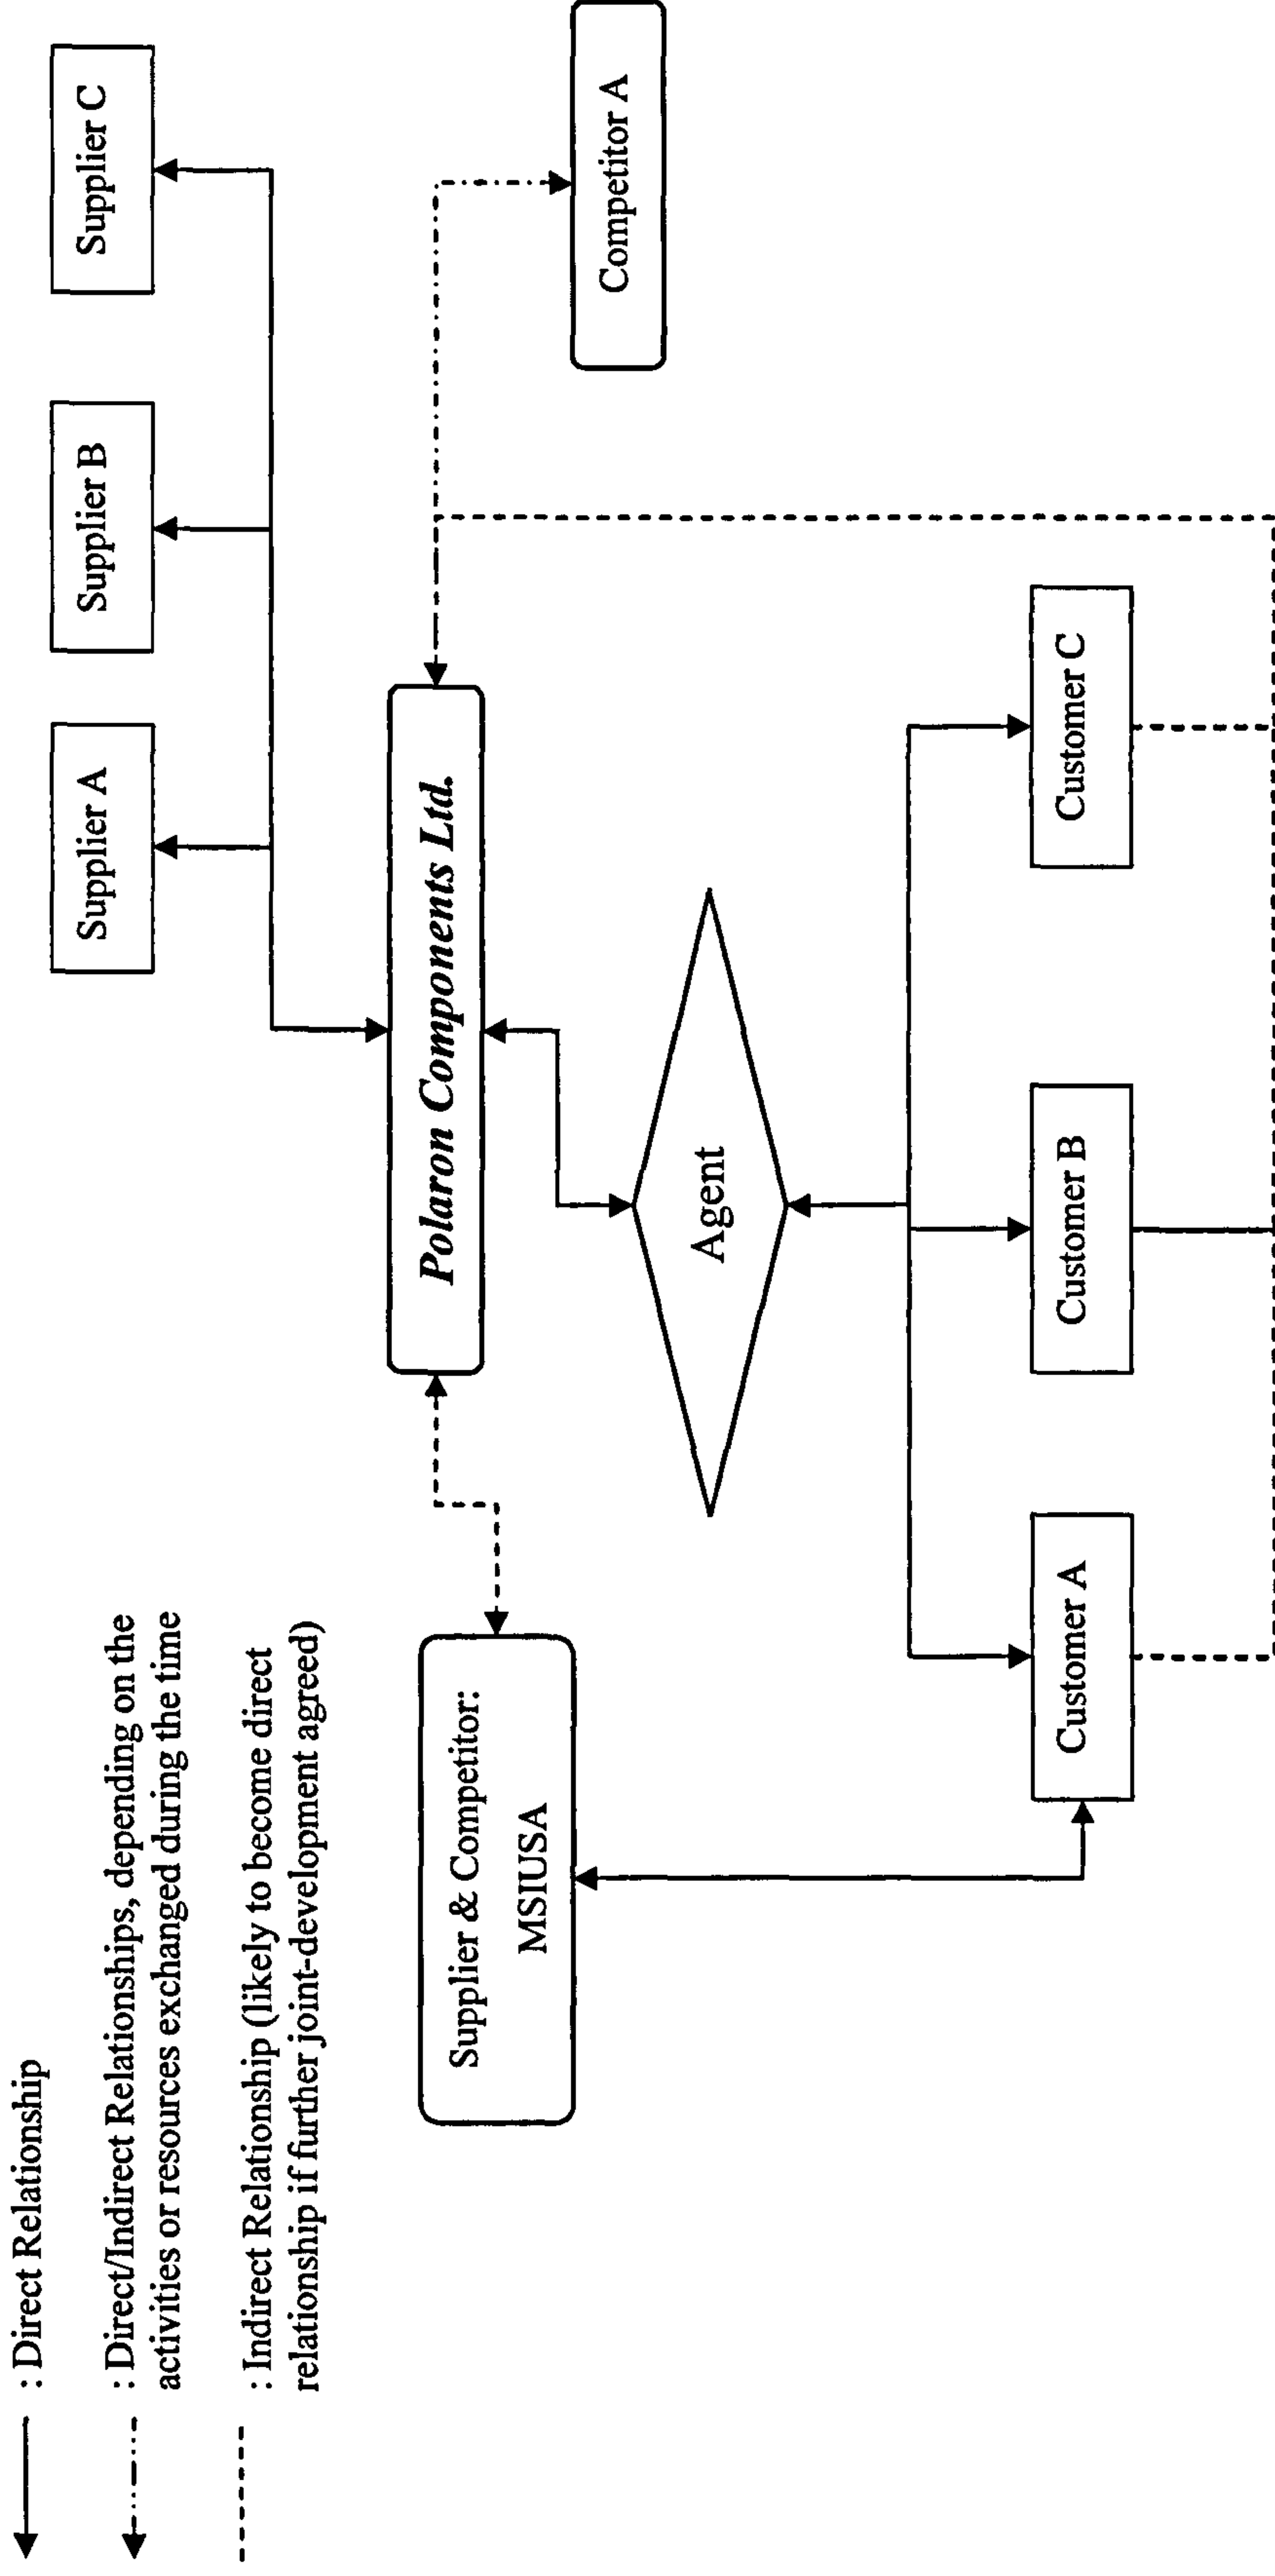 : Direct Relationship
: Direct/Indirect Relationships, depending on the
activities or resources exchanged during the time
: Indirect Relationship (likely to become direct
relationship if further joint-development agreed)
Supplier A
Supplier B
Supplier C
Polaron Components Ltd.
Supplier & Competitor:
MSIUSA
Competitor A
Agent
Customer A
Customer B
Customer C